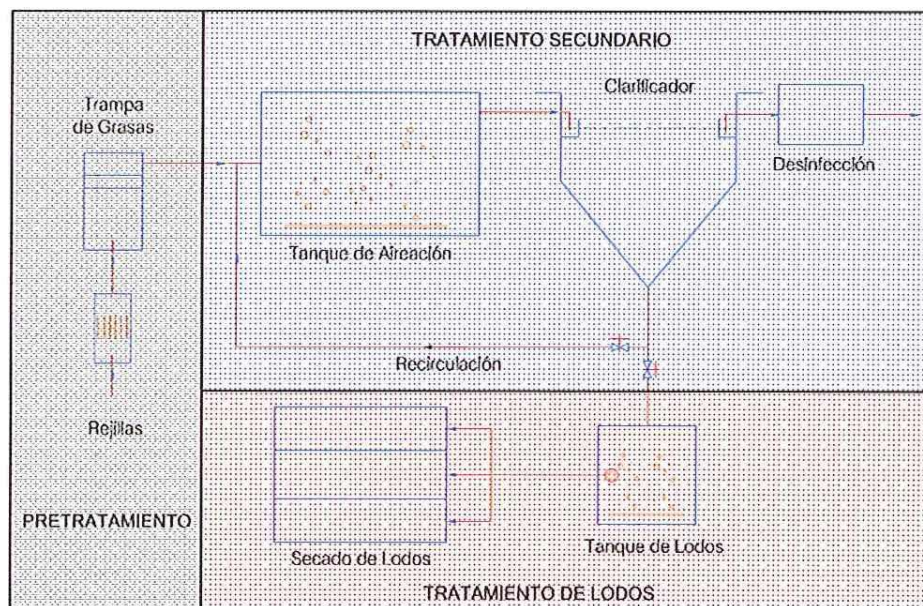 TRATAMIENTO SECUNDARIO
Clarificador
Trampa
de Grasas
Desinfección
Tanque de Aireación
Recirculación
Rejillas
PRETRATAMIENTO
Secado de Lodos
Tanque de Lodos
TRATAMIENTO DE LODOS